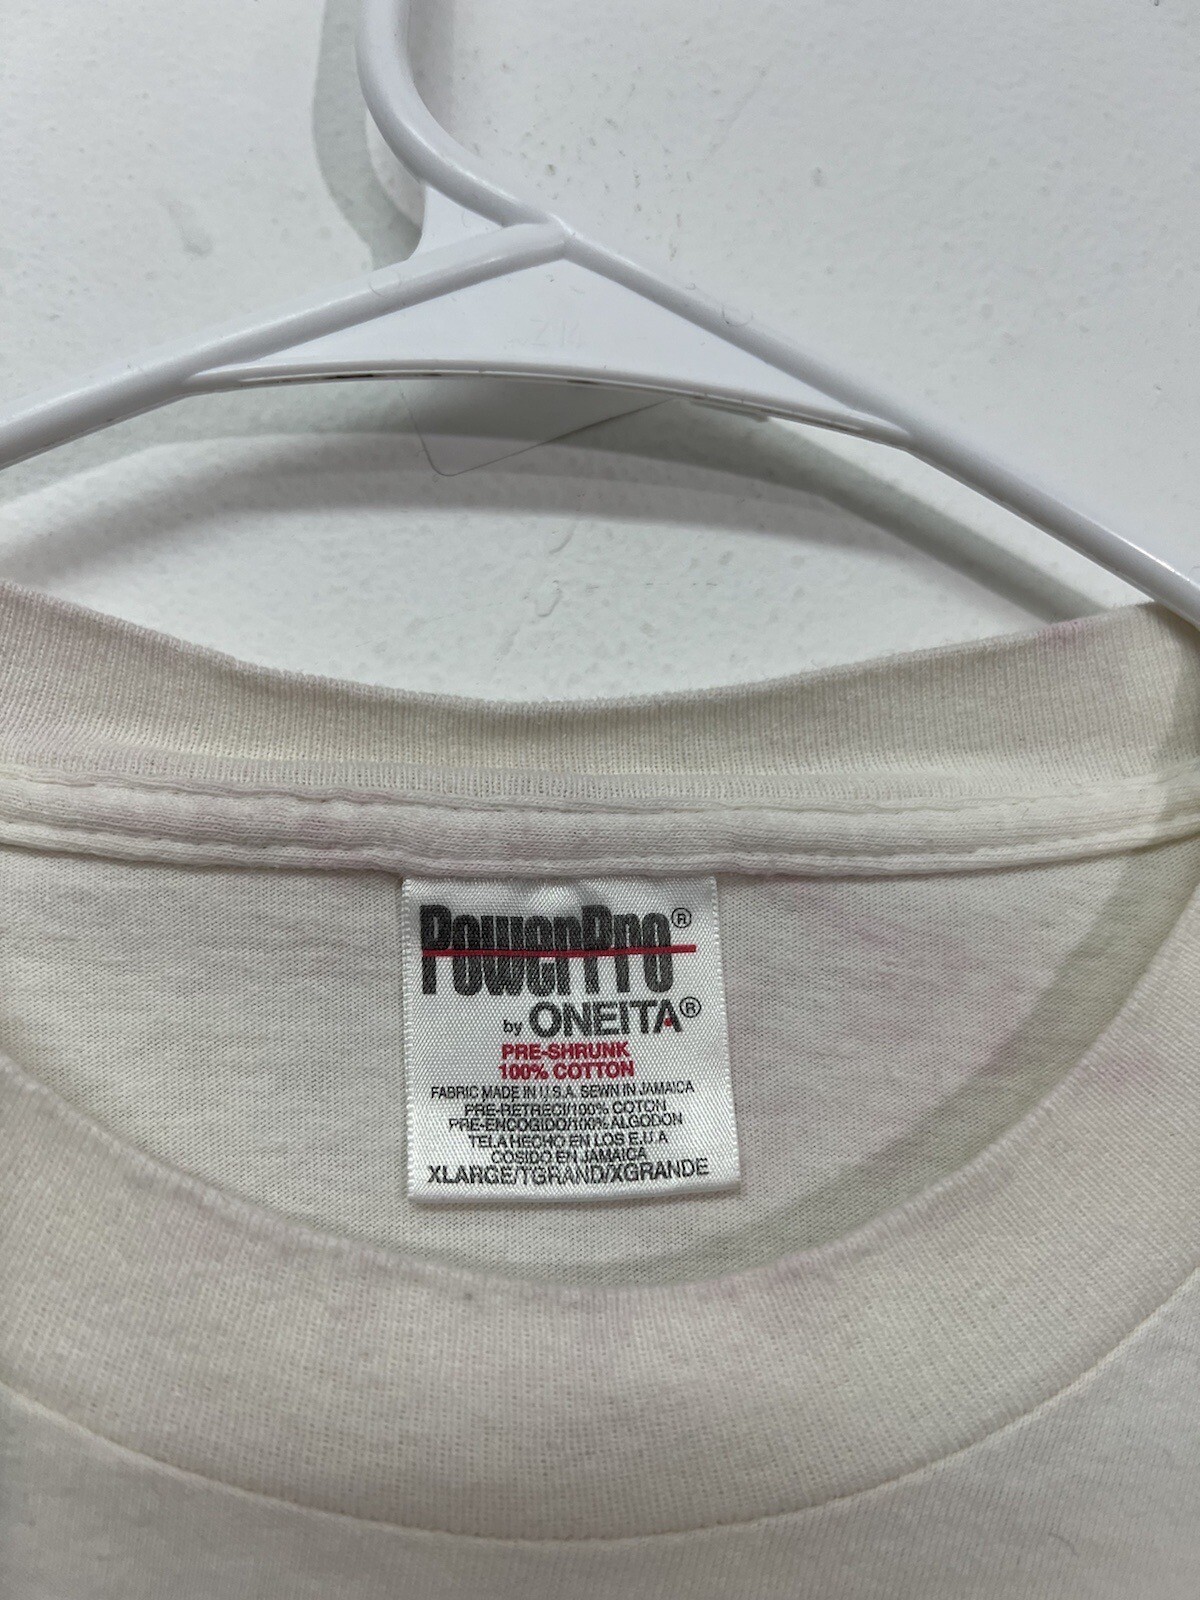 PowerPro®
by ONEITA®
PRE-SHRUNK
100% COTTON
FABRIC MADE IN U.S.A. SEWN IN JAMAICA
PRE-RETRECI/100% COTON
PRE-ENCOGIDO/100% ALGODON
TELA HECHO EN LOS E.U.A
COSIDO EN JAMAICA
XLARGE/TGRAND/XGRANDE